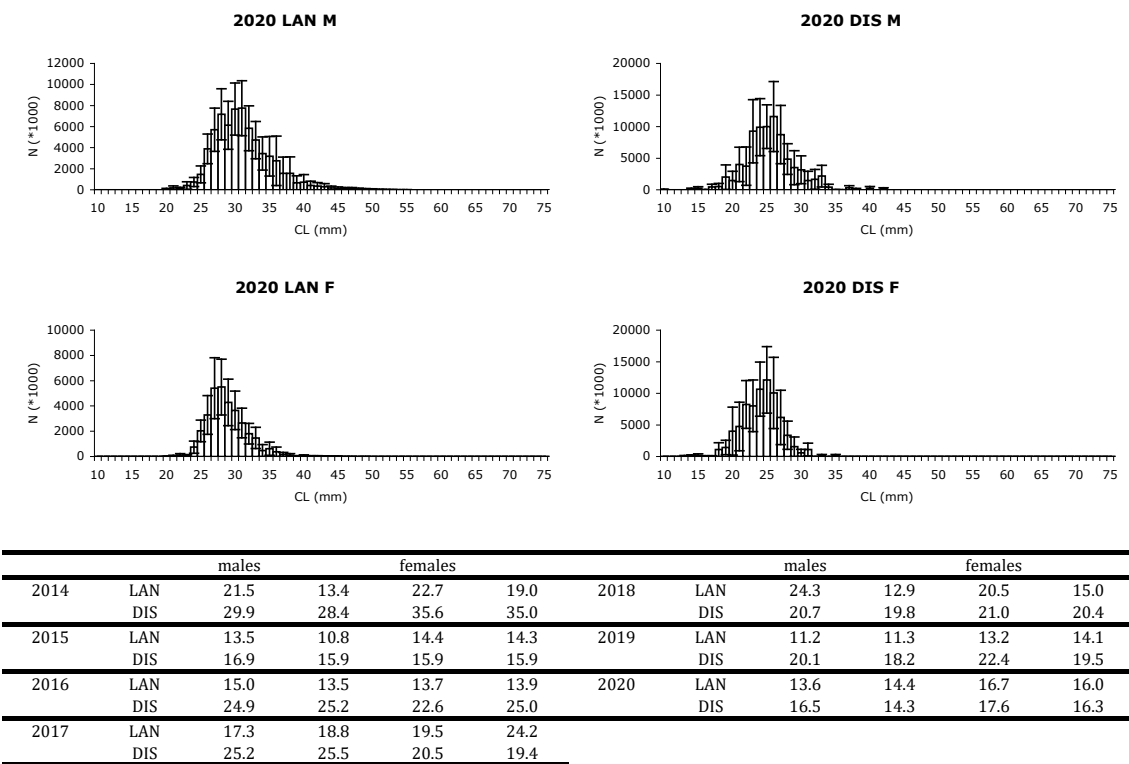 2020 LAN M
N (*1000)
12000
10000
8000
6000
4000
2000
0
10 15 20 25 30 35 40 45 50 55 60 65 70 75
CL (mm)
2020 DIS M
N (*1000)
20000
15000
10000
5000
0
10 15 20 25 30 35 40 45 50 55 60 65 70 75
CL (mm)
2020 LAN F
N (*1000)
10000
8000
6000
4000
2000
0
10 15 20 25 30 35 40 45 50 55 60 65 70 75
CL (mm)
2020 DIS F
N (*1000)
20000
15000
10000
5000
0
10 15 20 25 30 35 40 45 50 55 60 65 70 75
CL (mm)
males females males females
2014 LAN 21.5 13.4 22.7 19.0 2018 LAN 24.3 12.9 20.5 15.0
DIS 29.9 28.4 35.6 35.0 DIS 20.7 19.8 21.0 20.4
2015 LAN 13.5 10.8 14.4 14.3 2019 LAN 11.2 11.3 13.2 14.1
DIS 16.9 15.9 15.9 15.9 DIS 20.1 18.2 22.4 19.5
2016 LAN 15.0 13.5 13.7 13.9 2020 LAN 13.6 14.4 16.7 16.0
DIS 24.9 25.2 22.6 25.0 DIS 16.5 14.3 17.6 16.3
2017 LAN 17.3 18.8 19.5 24.2
DIS 25.2 25.5 20.5 19.4